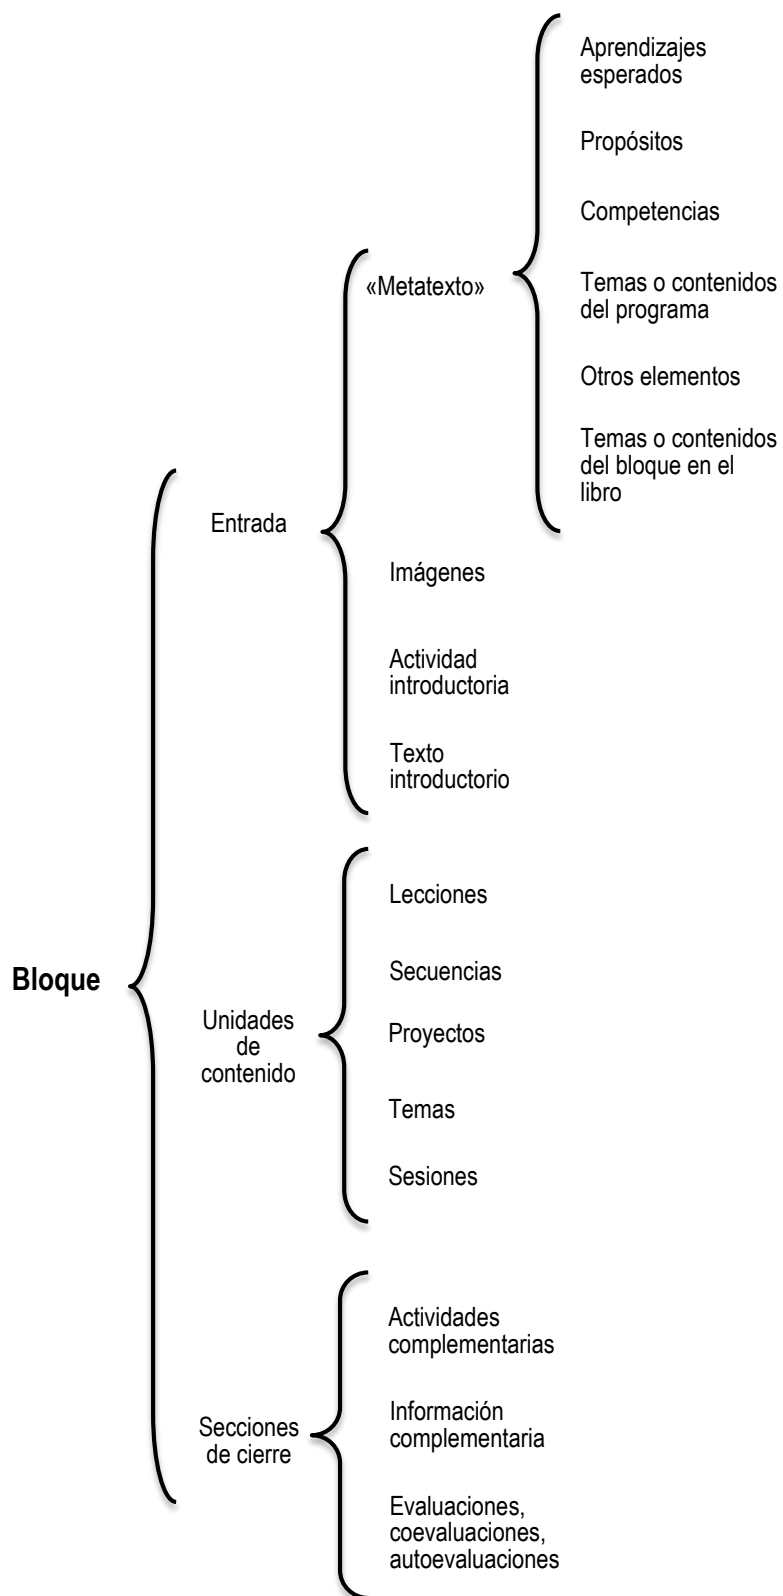 Aprendizajes
esperados
Propósitos
Competencias
«Metatexto»
Temas o contenidos
del programa
Otros elementos
Temas o contenidos
del bloque en el
libro
Entrada
Imágenes
Actividad
introductoria
Texto
introductorio
Lecciones
Bloque
Secuencias
Unidades
de
contenido
Proyectos
Temas
Sesiones
Actividades
complementarias
Secciones
de cierre
Información
complementaria
Evaluaciones,
coevaluaciones,
autoevaluaciones